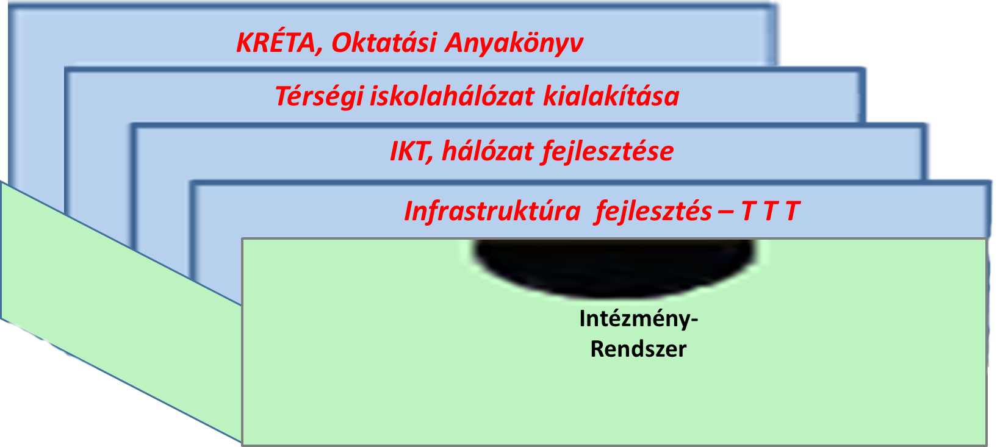 KRÉTA, Oktatási Anyakönyv
Térségi iskolahálózat kialakítása
IKT, hálózat fejlesztése
Infrastruktúra fejlesztés – T T T
Intézmény-
Rendszer